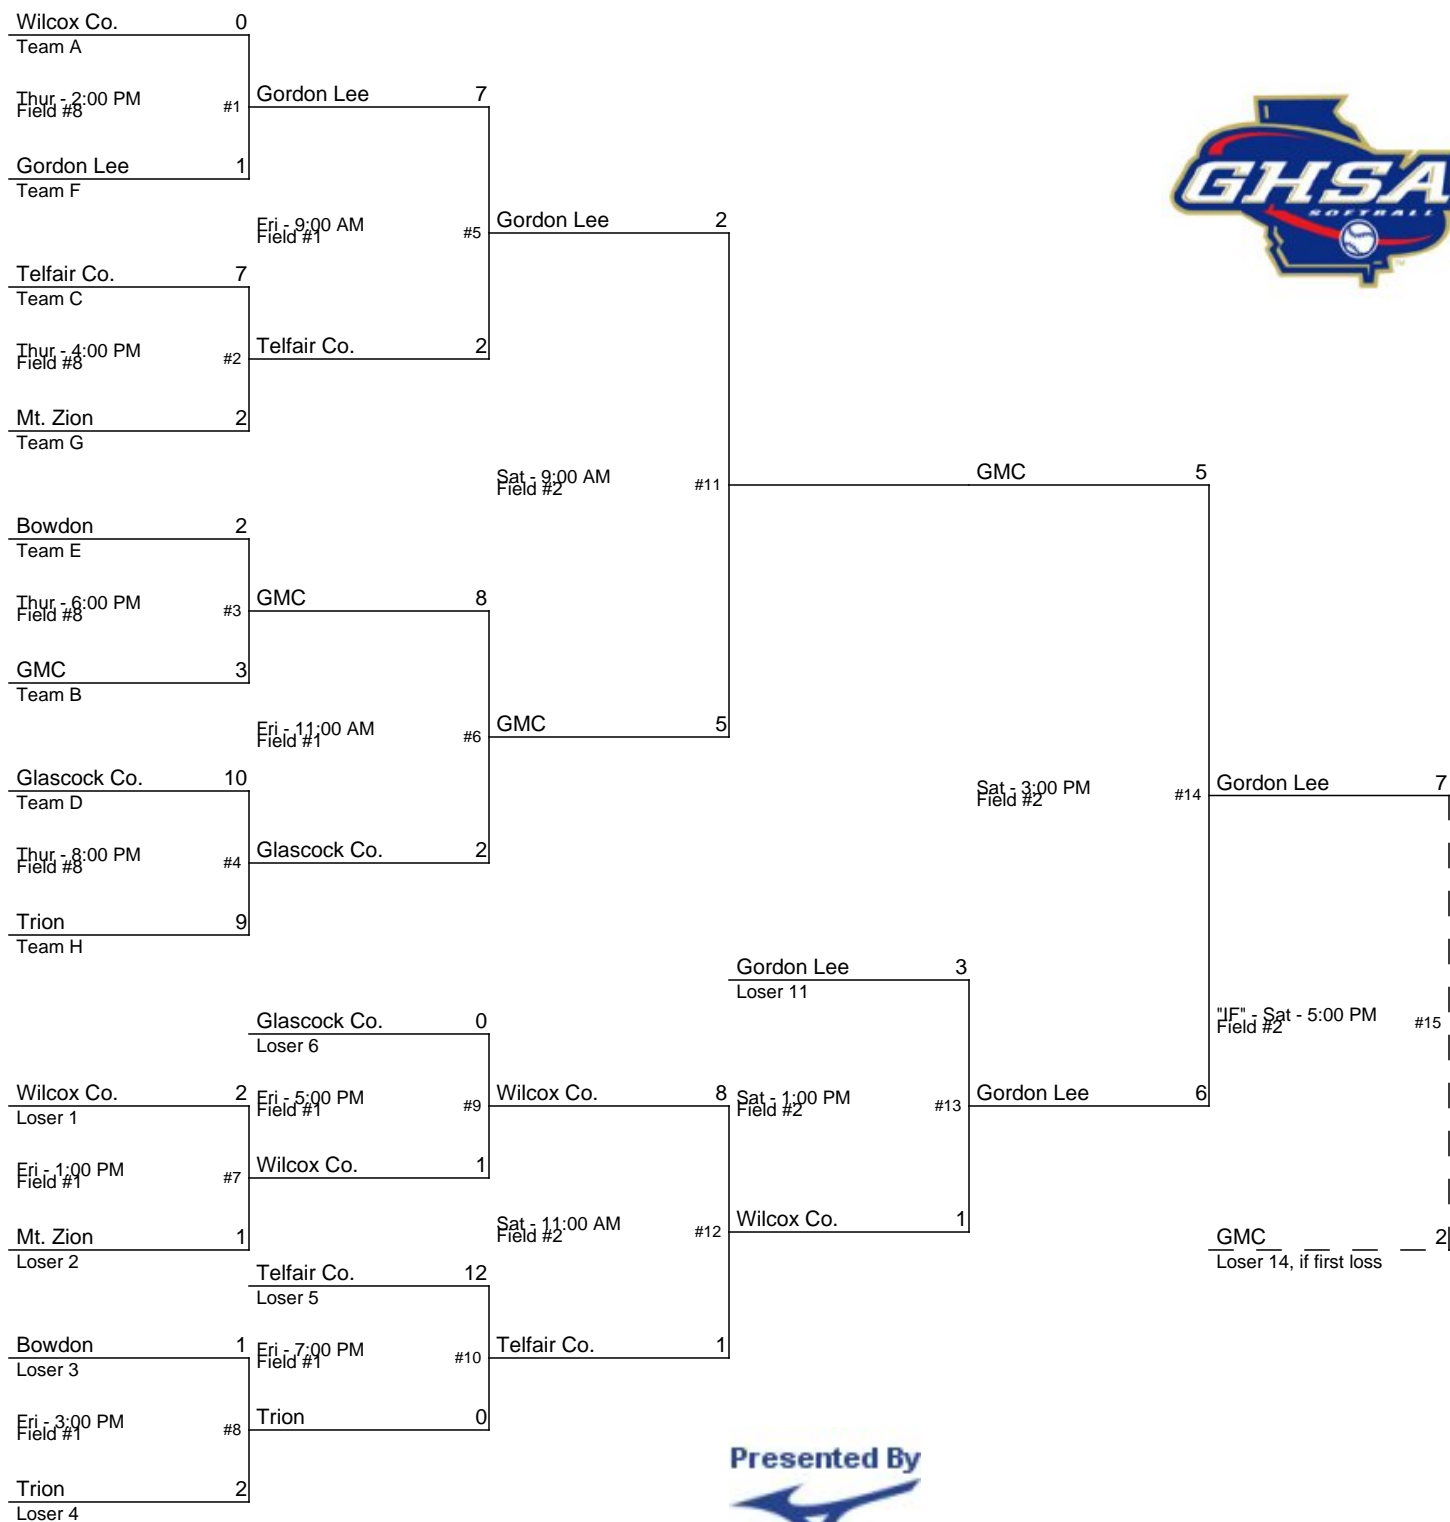 Wilcox Co. 0
Team A
Thur - 2:00 PM
Field #8
#1
Gordon Lee 1
Team F
Gordon Lee 7
Fri - 9:00 AM
Field #1
#5
Telfair Co. 7
Team C
Thur - 4:00 PM
Field #8
#2
Mt. Zion 2
Team G
Telfair Co. 2
Gordon Lee 2
Sat - 9:00 AM
Field #2
#11
Bowdon 2
Team E
Thur - 6:00 PM
Field #8
#3
GMC 3
Team B
GMC 8
Fri - 11:00 AM
Field #1
#6
GMC 5
Glascock Co. 10
Team D
Thur - 8:00 PM
Field #8
#4
Trion 9
Team H
Glascock Co. 2
GMC 5
Sat - 3:00 PM
Field #2
#14
Gordon Lee 7
Gordon Lee 3
Loser 11
Glascock Co. 0
Loser 6
Wilcox Co. 2
Loser 1
Fri - 5:00 PM
Field #1
#9
Wilcox Co. 8
Sat - 1:00 PM
Field #2
#13
Gordon Lee 6
"IF" - Sat - 5:00 PM
Field #2
#15
Fri - 1:00 PM
Field #1
#7
Wilcox Co. 1
Mt. Zion 1
Loser 2
Sat - 11:00 AM
Field #2
#12
Wilcox Co. 1
GMC 2
Loser 14, if first loss
Telfair Co. 12
Loser 5
Bowdon 1
Loser 3
Fri - 7:00 PM
Field #1
#10
Telfair Co. 1
Fri - 3:00 PM
Field #1
#8
Trion 0
Trion 2
Loser 4
GHSA
SOFTBALL
TM
Presented By